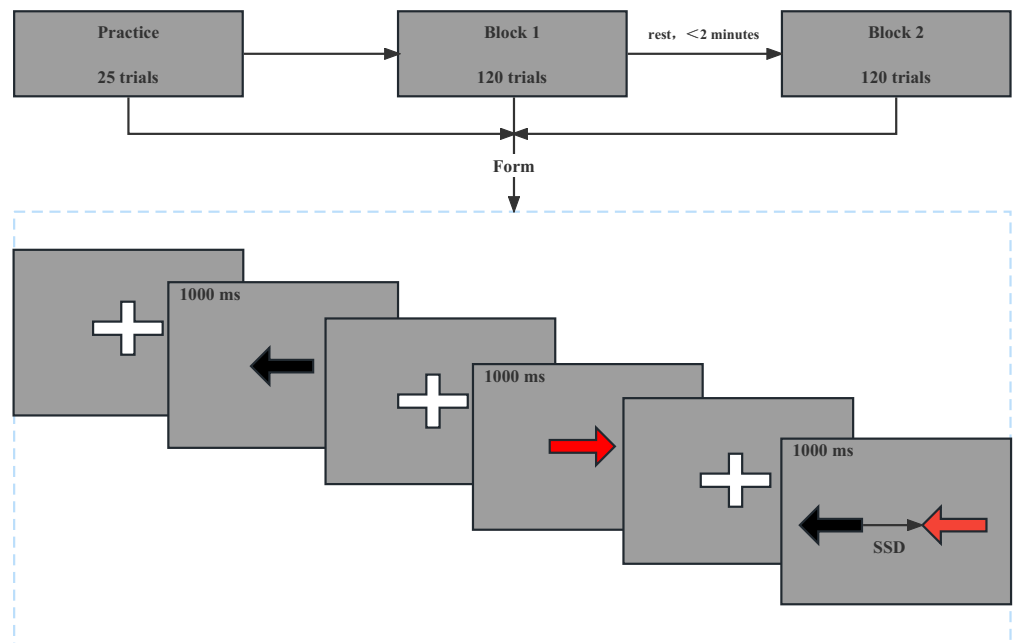 Practice
25 trials
Block 1
120 trials
rest，＜2 minutes
Block 2
120 trials
Form
1000 ms
1000 ms
1000 ms
SSD